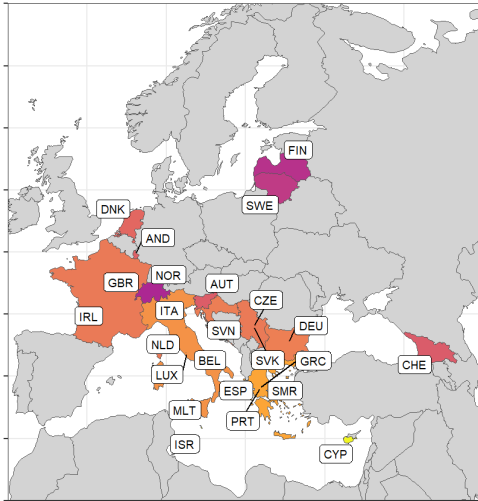 FIN
SWE
DNK
AND
GBR
NOR
AUT
CZE
IRL
ITA
SVN
DEU
NLD
BEL
SVK
GRC
CHE
LUX
ESP
SMR
MLT
PRT
ISR
CYP